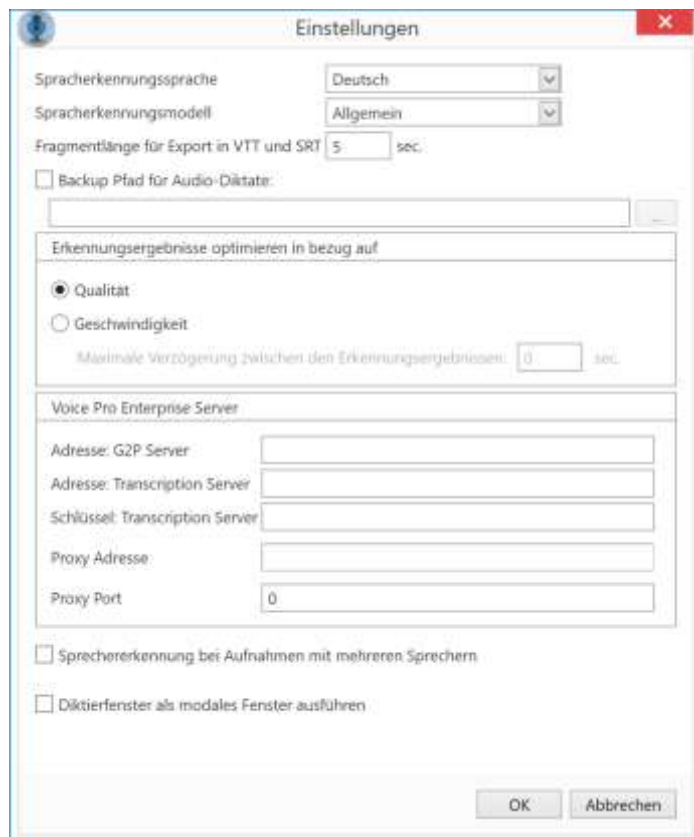 Einstellungen
Spracherkennungssprache Deutsch
Spracherkennungsmodell Allgemein
Fragmentlänge für Export in VTT und SRT 5 sec.
Backup Pfad für Audio-Diktate:
...
Erkennungsergebnisse optimieren in bezug auf
Qualität
Geschwindigkeit
Maximale Verzögerung zwischen den Erkennungsergebnissen: 0 sec.
Voice Pro Enterprise Server
Adresse: G2P Server
Adresse: Transcription Server
Schlüssel: Transcription Server
Proxy Adresse
Proxy Port 0
Sprechererkennung bei Aufnahmen mit mehreren Sprechern
Diktierfenster als modales Fenster ausführen
OK Abbrechen